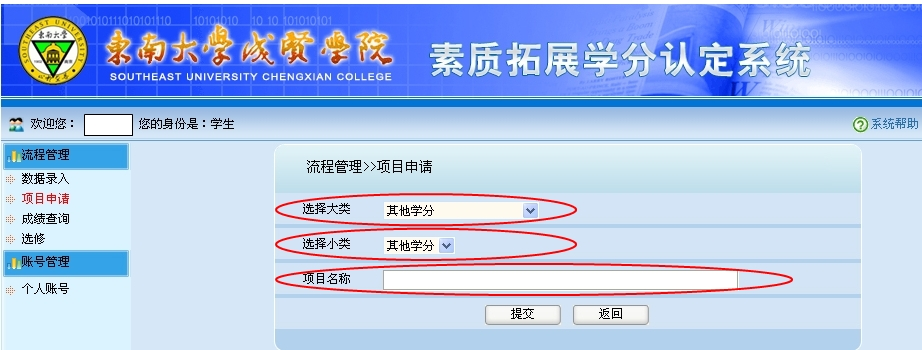 东南大学成贤学院
SOUTHEAST UNIVERSITY CHENGXIAN COLLEGE
素质拓展学分认定系统
欢迎您： 您的身份是：学生
系统帮助
流程管理
数据录入
项目申请
成绩查询
选修
账号管理
个人账号
流程管理>>项目申请
选择大类 其他学分
选择小类 其他学分
项目名称
提交 返回